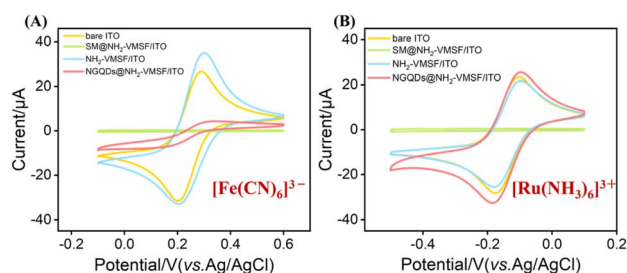 (A)
bare ITO
SM@NH₂-VMSF/ITO
NH₂-VMSF/ITO
NGQDs@NH₂-VMSF/ITO
40
20
0
-20
-40
Current/μA
[Fe(CN)₆]³⁻
-0.2 0.0 0.2 0.4 0.6
Potential/V(vs.Ag/AgCl)
(B)
bare ITO
SM@NH₂-VMSF/ITO
NH₂-VMSF/ITO
NGQDs@NH₂-VMSF/ITO
40
20
0
-20
-40
Current/μA
[Ru(NH₃)₆]³⁺
-0.6 -0.4 -0.2 0.0 0.2
Potential/V(vs.Ag/AgCl)